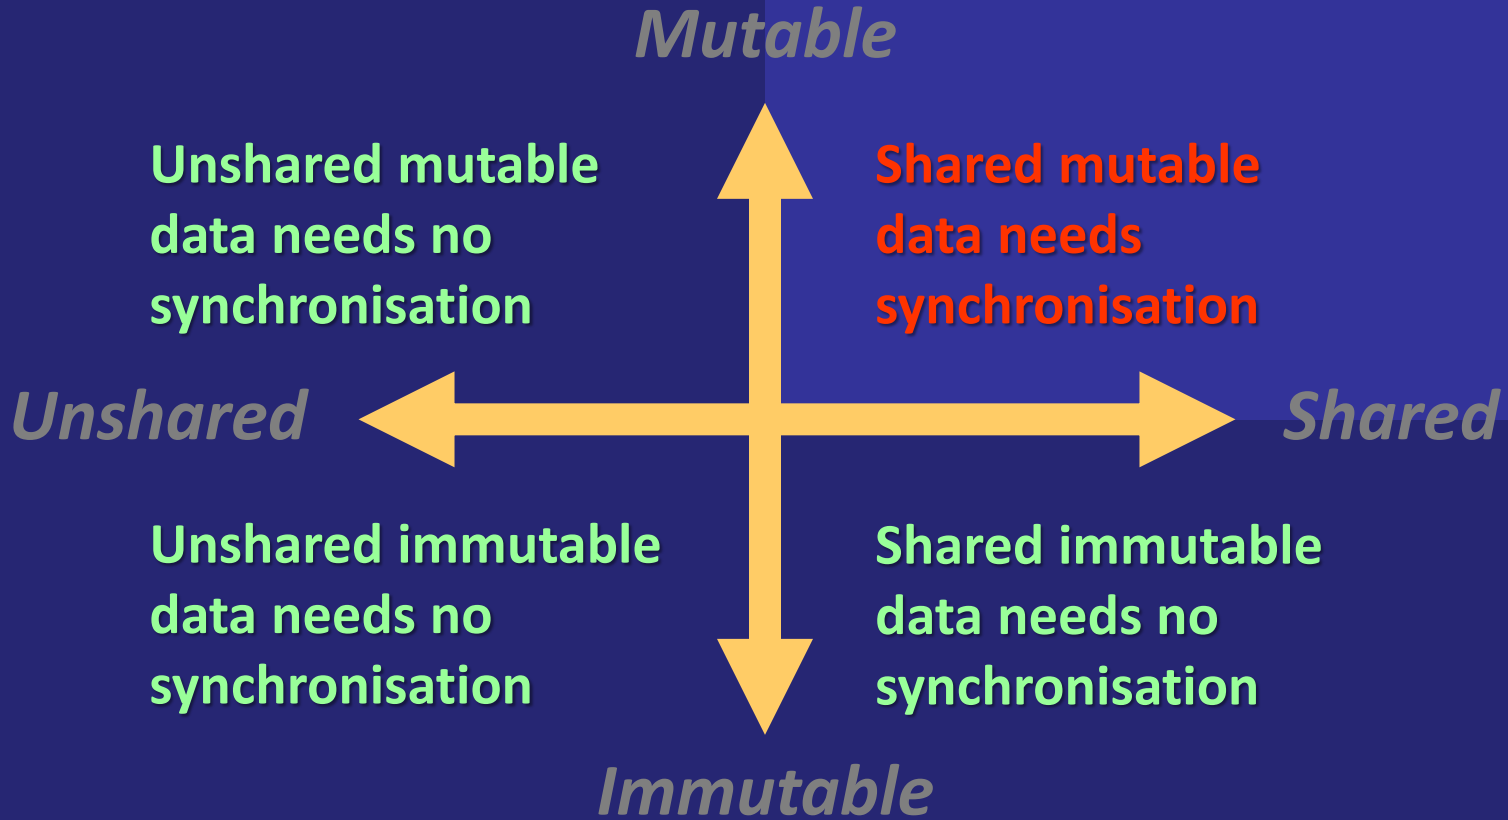 Mutable
Unshared mutable
data needs no
synchronisation
Shared mutable
data needs
synchronisation
Unshared
Shared
Unshared immutable
data needs no
synchronisation
Shared immutable
data needs no
synchronisation
Immutable